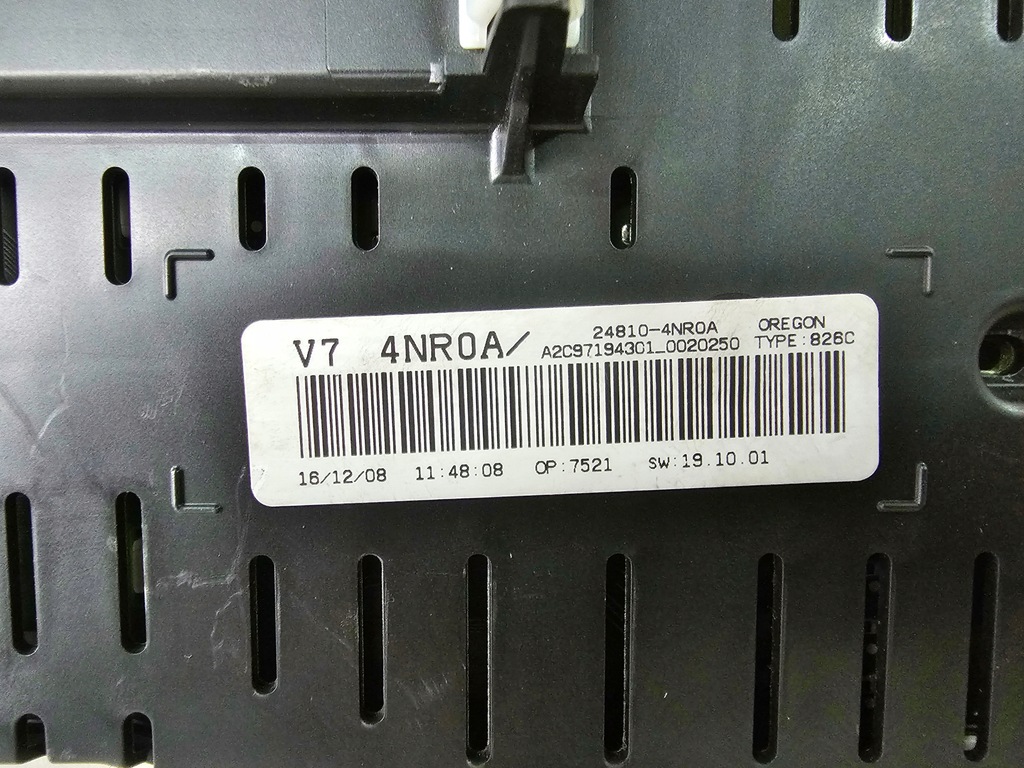 V7 4NR0A/ 24810-4NR0A OREGON
A2C97194301_0020250 TYPE:826C
16/12/08 11:48:08 OP:7521 SW:19.10.01